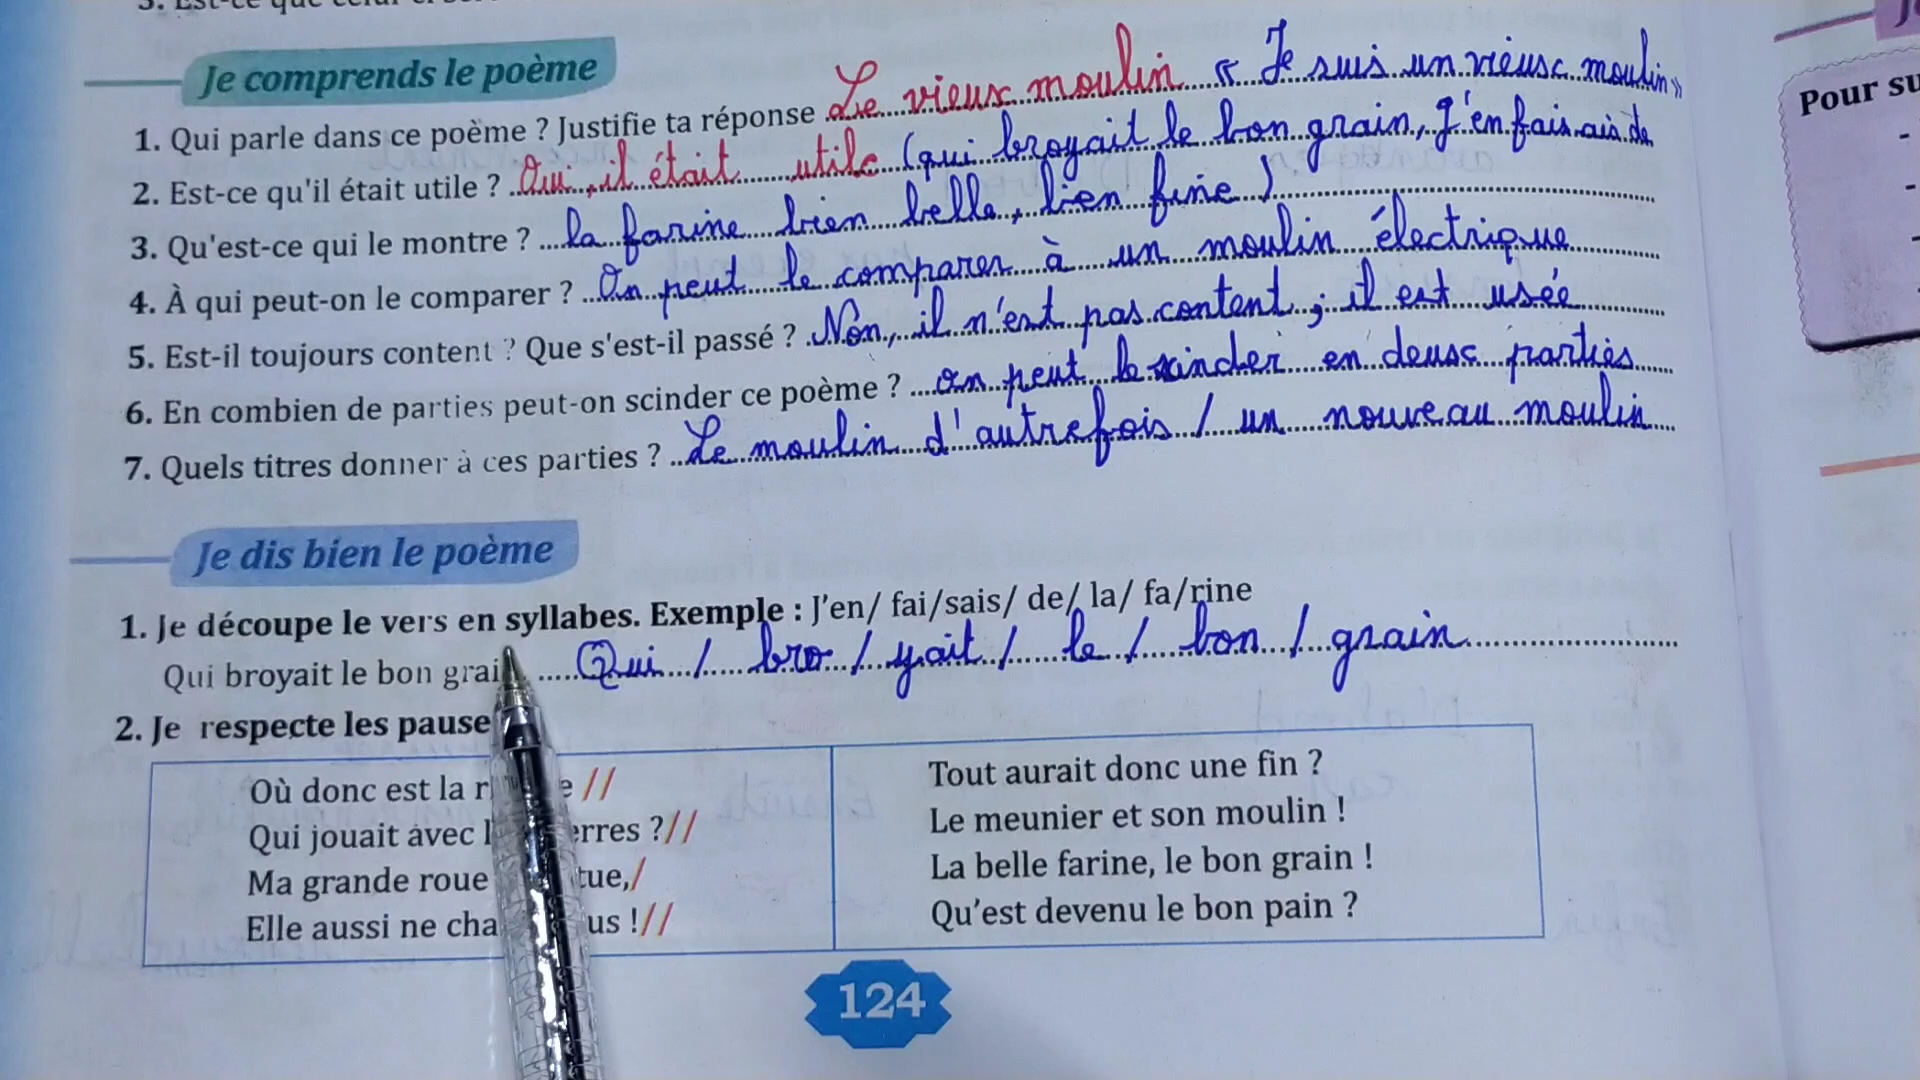 Je comprends le poème
1. Qui parle dans ce poème ? Justifie ta réponse Le vieux moulin « Je suis un vieux moulin »
2. Est-ce qu'il était utile ? Oui, il était utile (qui broyait le bon grain, J'en faisais de
3. Qu'est-ce qui le montre ? la farine bien belle, bien fine)
4. À qui peut-on le comparer ? On peut le comparer à un moulin électrique
5. Est-il toujours content ? Que s'est-il passé ? Non, il n'est pas content ; il est usée
6. En combien de parties peut-on scinder ce poème ? on peut le scinder en deux parties
7. Quels titres donner à ces parties ? Le moulin d'autrefois / un nouveau moulin
Je dis bien le poème
1. Je découpe le vers en syllabes. Exemple : J'en/ fai/sais/ de/ la/ fa/rine
Qui broyait le bon grai Qui / bro / yait / le / bon / grain
2. Je respecte les pause
Où donc est la r e //
Qui jouait avec l erres ?//
Ma grande roue tue,/
Elle aussi ne cha us !//
Tout aurait donc une fin ?
Le meunier et son moulin !
La belle farine, le bon grain !
Qu'est devenu le bon pain ?
124
Pour su